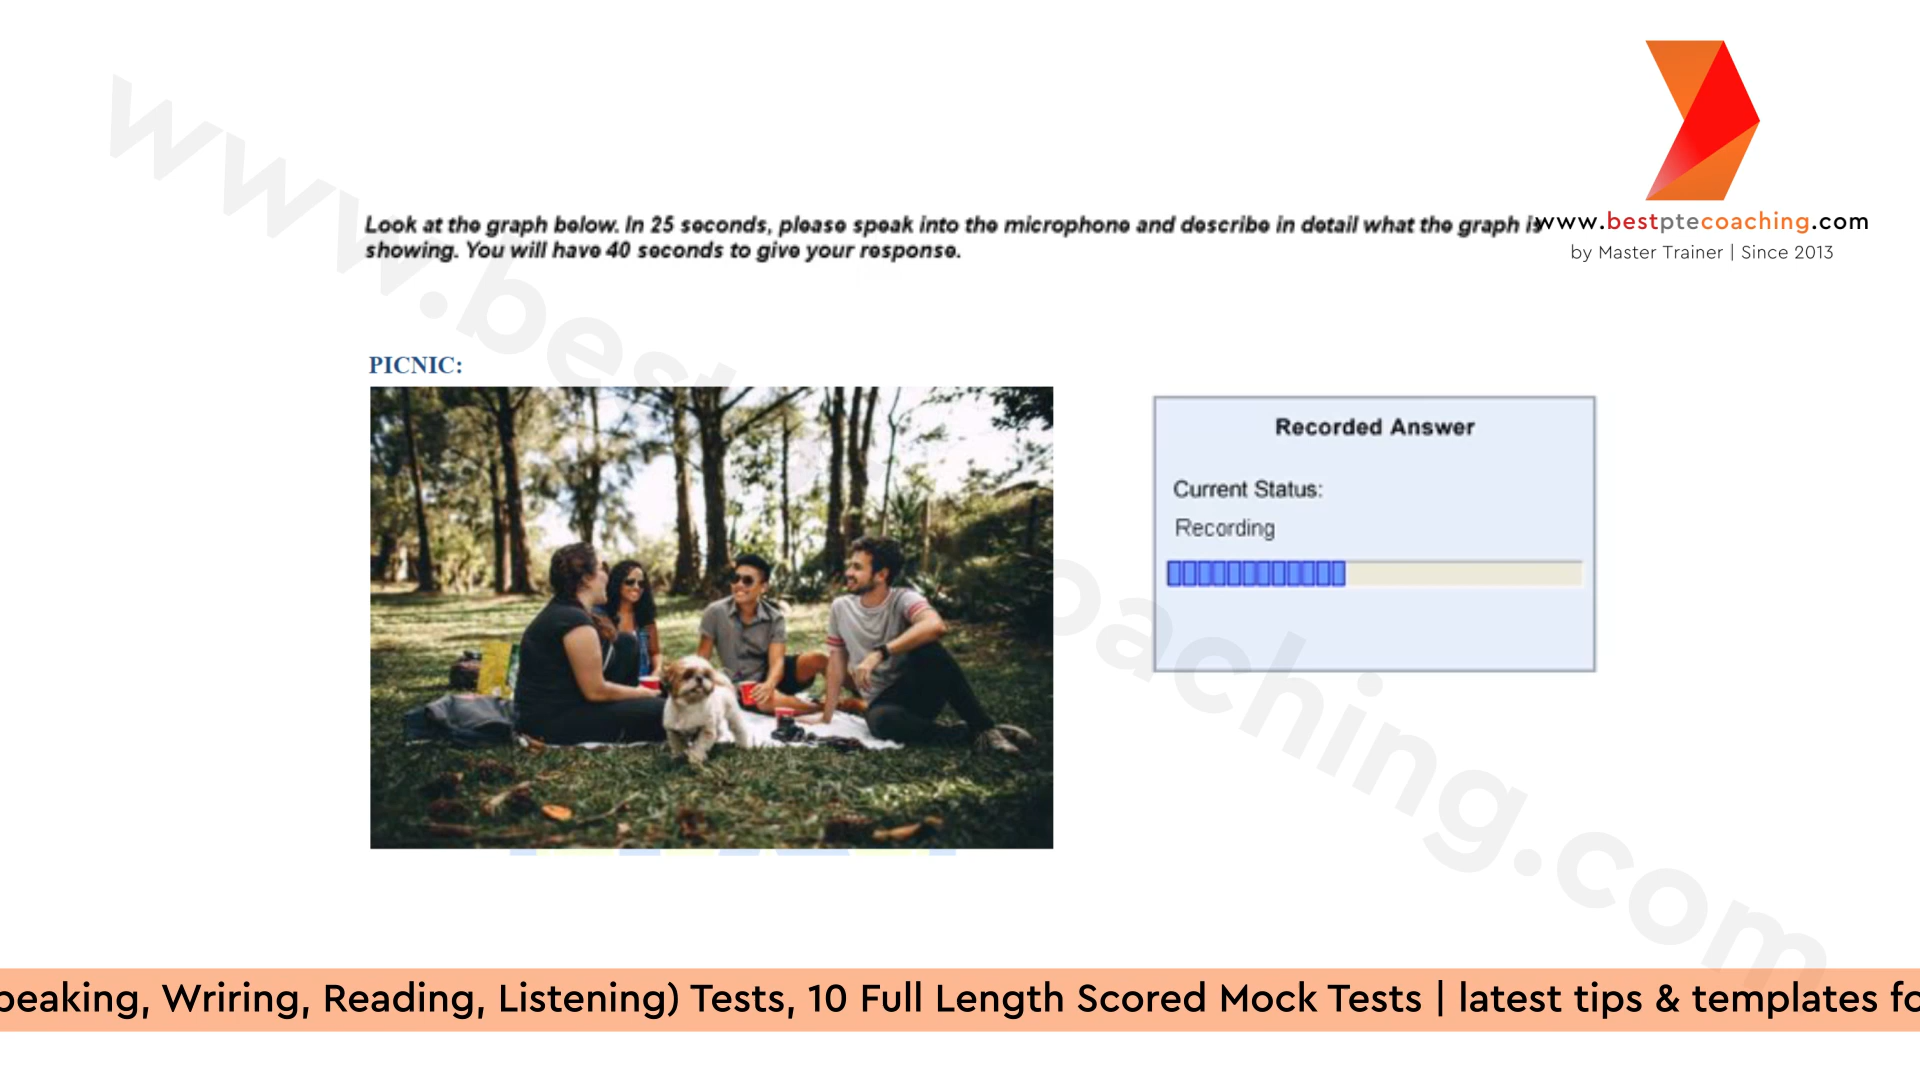 www.bestptecoaching.com
Look at the graph below. In 25 seconds, please speak into the microphone and describe in detail what the graph is
showing. You will have 40 seconds to give your response.
www.bestptecoaching.com
by Master Trainer | Since 2013
PICNIC:
Recorded Answer
Current Status:
Recording
peaking, Wriring, Reading, Listening) Tests, 10 Full Length Scored Mock Tests | latest tips & templates fo